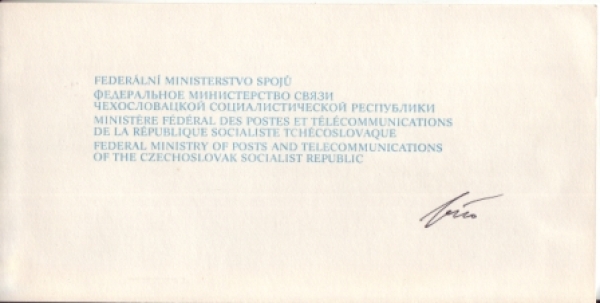 FEDERÁLNÍ MINISTERSTVO SPOJŮ
ФЕДЕРАЛЬНОЕ МИНИСТЕРСТВО СВЯЗИ
ЧЕХОСЛОВАЦКОЙ СОЦИАЛИСТИЧЕСКОЙ РЕСПУБЛИКИ
MINISTÈRE FÉDÉRAL DES POSTES ET TÉLÉCOMMUNICATIONS
DE LA RÉPUBLIQUE SOCIALISTE TCHÉCOSLOVAQUE
FEDERAL MINISTRY OF POSTS AND TELECOMMUNICATIONS
OF THE CZECHOSLOVAK SOCIALIST REPUBLIC